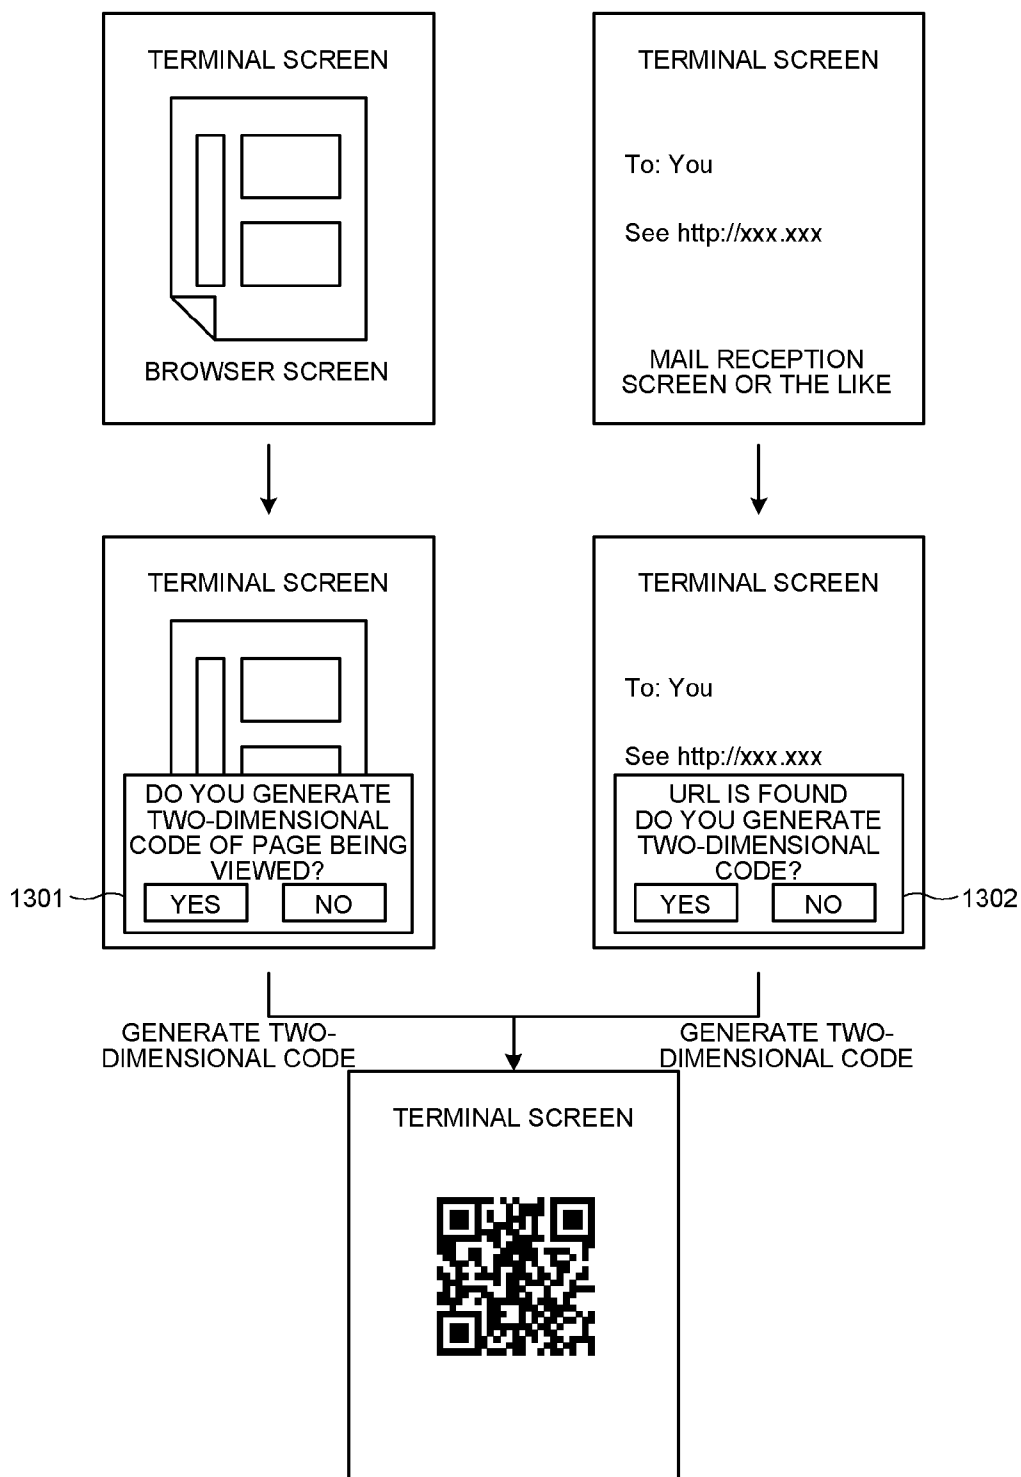 TERMINAL SCREEN
BROWSER SCREEN
TERMINAL SCREEN
To: You
See http://xxx.xxx
MAIL RECEPTION
SCREEN OR THE LIKE
TERMINAL SCREEN
DO YOU GENERATE
TWO-DIMENSIONAL
CODE OF PAGE BEING
VIEWED?
YES NO
1301
TERMINAL SCREEN
To: You
See http://xxx.xxx
URL IS FOUND
DO YOU GENERATE
TWO-DIMENSIONAL
CODE?
YES NO
1302
GENERATE TWO-
DIMENSIONAL CODE
GENERATE TWO-
DIMENSIONAL CODE
TERMINAL SCREEN